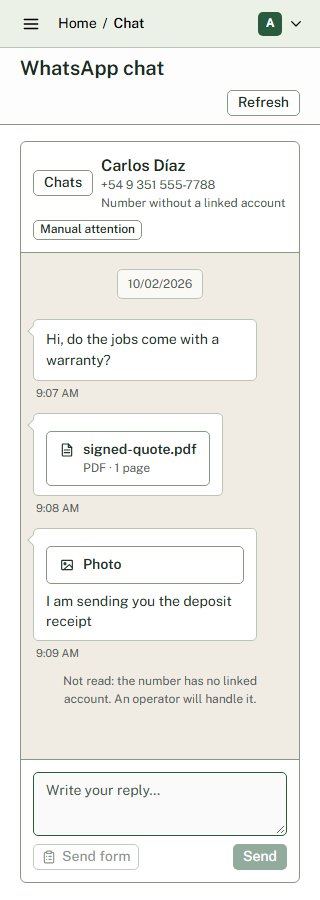 Home / Chat
A
WhatsApp chat
Refresh
Chats
Carlos Díaz
+54 9 351 555-7788
Number without a linked account
Manual attention
10/02/2026
Hi, do the jobs come with a
warranty?
9:07 AM
signed-quote.pdf
PDF · 1 page
9:08 AM
Photo
I am sending you the deposit
receipt
9:09 AM
Not read: the number has no linked
account. An operator will handle it.
Write your reply...
Send form
Send